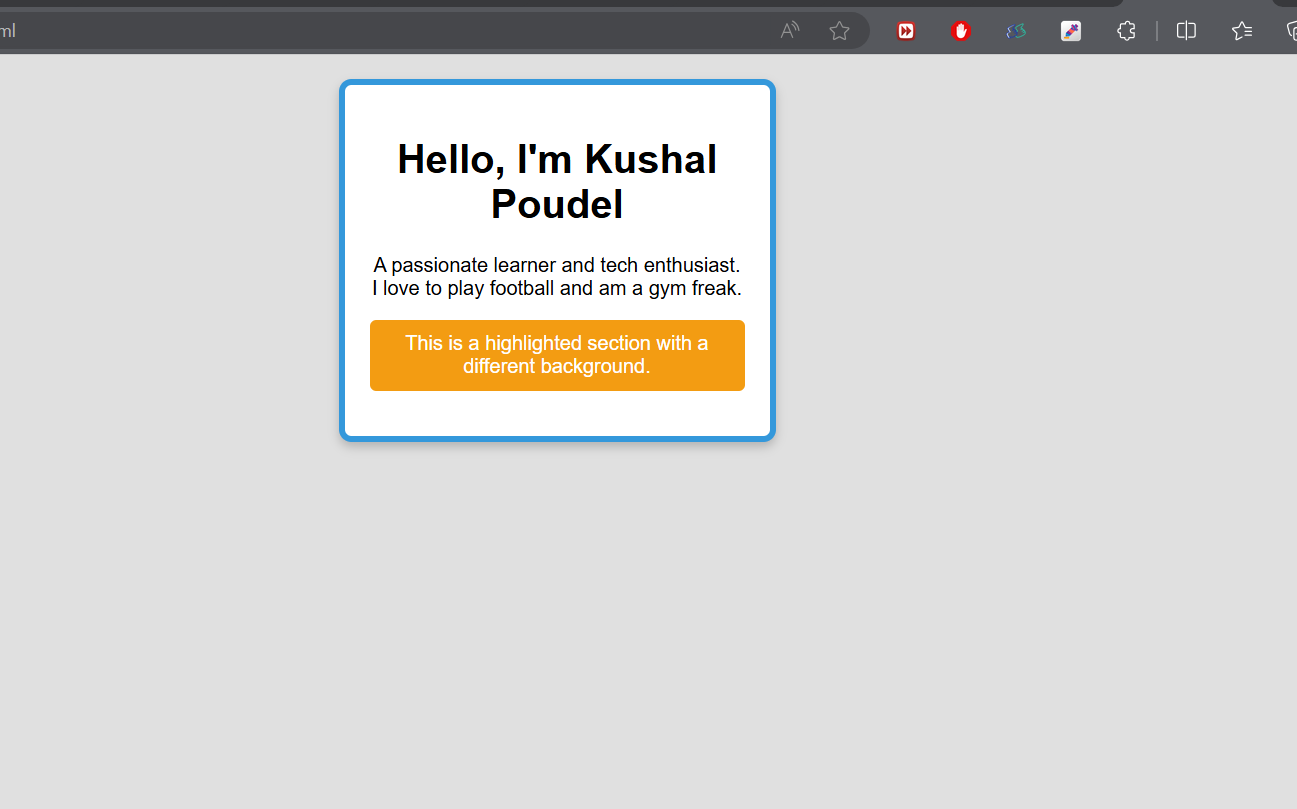 ml
Hello, I'm Kushal
Poudel
A passionate learner and tech enthusiast.
I love to play football and am a gym freak.
This is a highlighted section with a
different background.